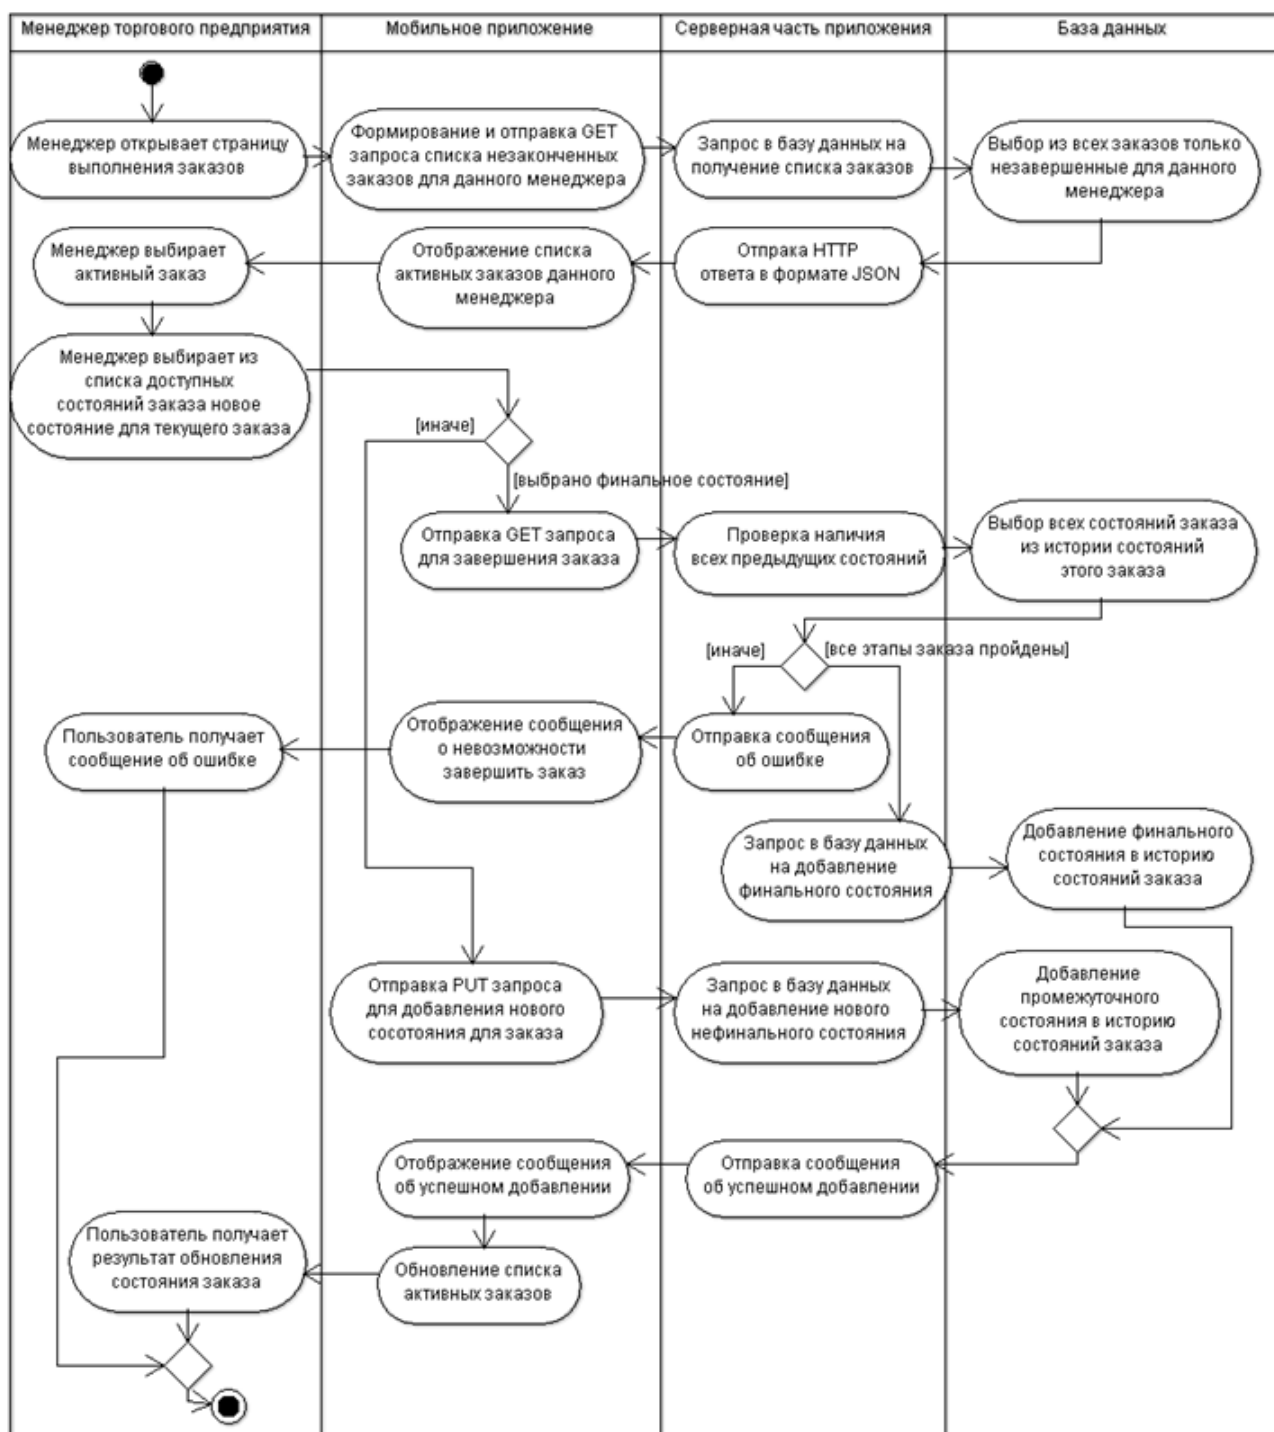 Менеджер торгового предприятия
Мобильное приложение
Серверная часть приложения
База данных
Менеджер открывает страницу
выполнения заказов
Формирование и отправка GET
запроса списка незаконченных
заказов для данного менеджера
Запрос в базу данных на
получение списка заказов
Выбор из всех заказов только
незавершенные для данного
менеджера
Менеджер выбирает
активный заказ
Отображение списка
активных заказов данного
менеджера
Отпрака HTTP
ответа в формате JSON
Менеджер выбирает из
списка доступных
состояний заказа новое
состояние для текущего заказа
[иначе]
[выбрано финальное состояние]
Отправка GET запроса
для завершения заказа
Проверка наличия
всех предыдущих состояний
Выбор всех состояний заказа
из истории состояний
этого заказа
[иначе]
[все этапы заказа пройдены]
Пользователь получает
сообщение об ошибке
Отображение сообщения
о невозможности
завершить заказ
Отправка сообщения
об ошибке
Запрос в базу данных
на добавление
финального состояния
Добавление финального
состояния в историю
состояний заказа
Отправка PUT запроса
для добавления нового
сосотояния для заказа
Запрос в базу данных
на добавление нового
нефинального состояния
Добавление
промежуточного
состояния в историю
состояний заказа
Отображение сообщения
об успешном добавлении
Отправка сообщения
об успешном добавлении
Пользователь получает
результат обновления
состояния заказа
Обновление списка
активных заказов